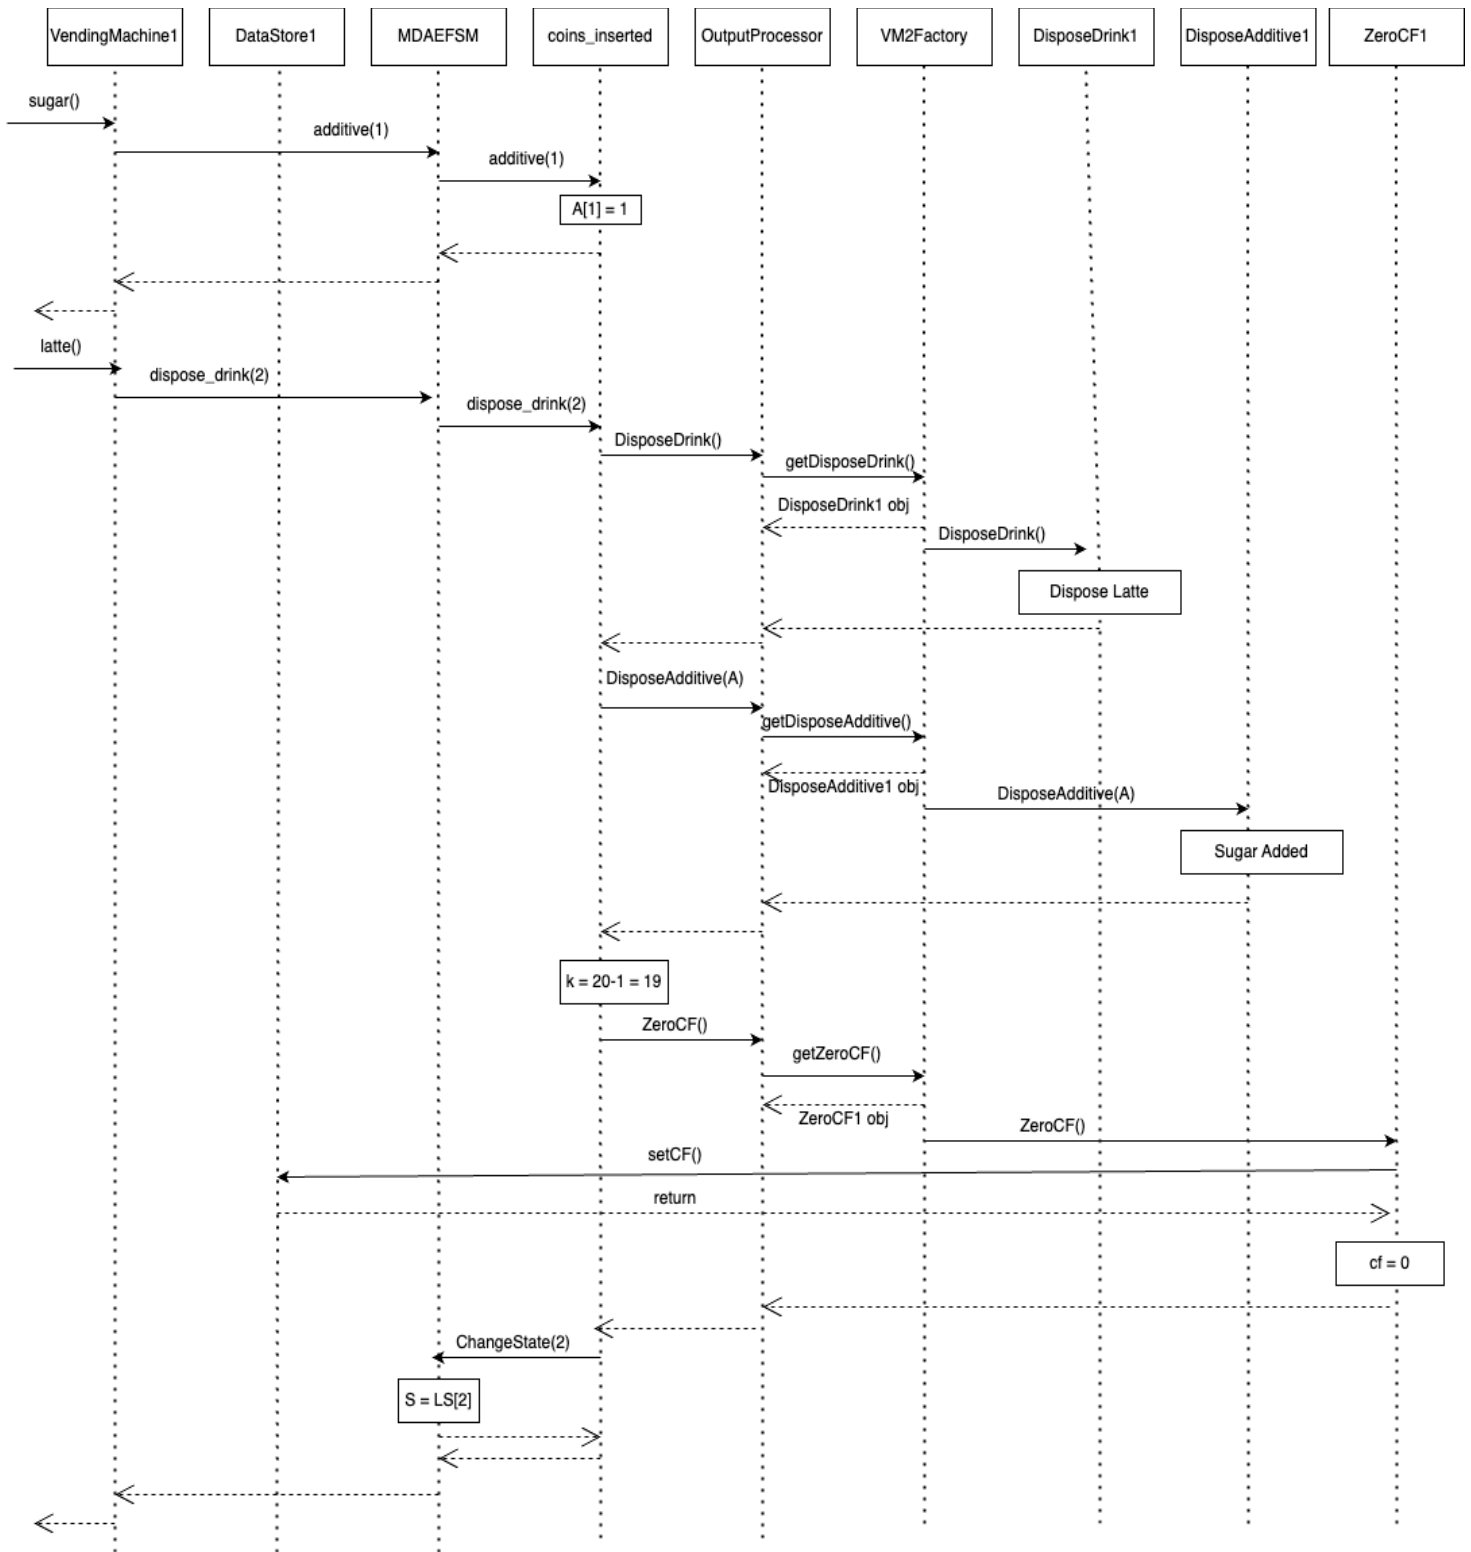 VendingMachine1
DataStore1
MDAEFSM
coins_inserted
OutputProcessor
VM2Factory
DisposeDrink1
DisposeAdditive1
ZeroCF1
sugar()
additive(1)
additive(1)
A[1] = 1
latte()
dispose_drink(2)
dispose_drink(2)
DisposeDrink()
getDisposeDrink()
DisposeDrink1 obj
DisposeDrink()
Dispose Latte
DisposeAdditive(A)
getDisposeAdditive()
DisposeAdditive1 obj
DisposeAdditive(A)
Sugar Added
k = 20-1 = 19
ZeroCF()
getZeroCF()
ZeroCF1 obj
ZeroCF()
setCF()
return
cf = 0
ChangeState(2)
S = LS[2]